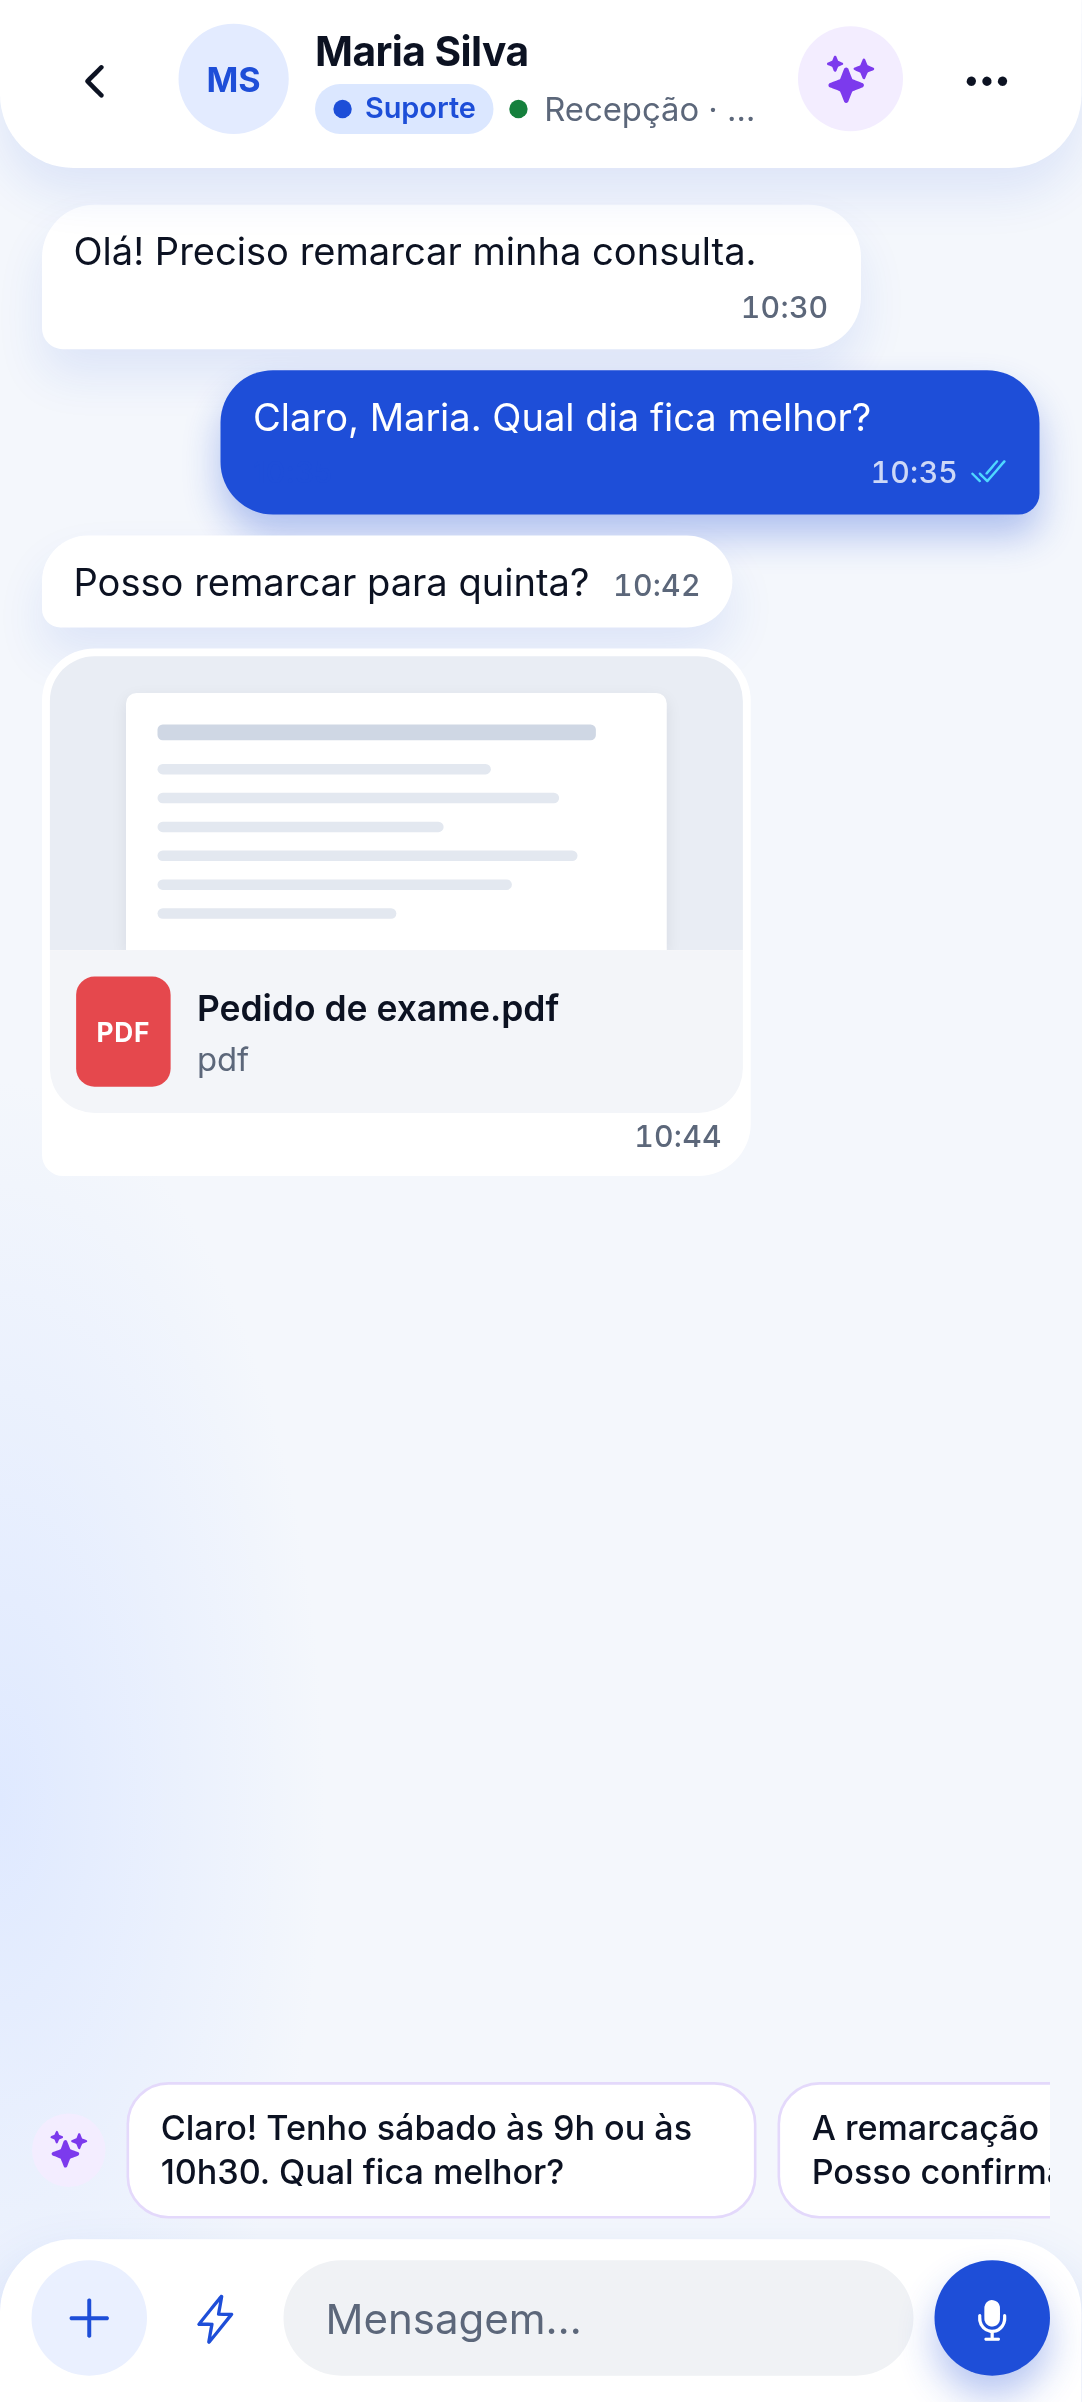 MS
Maria Silva
Suporte
Recepção · ...
Olá! Preciso remarcar minha consulta.
10:30
Claro, Maria. Qual dia fica melhor?
10:35
Posso remarcar para quinta? 10:42
PDF
Pedido de exame.pdf
pdf
10:44
Claro! Tenho sábado às 9h ou às
10h30. Qual fica melhor?
A remarcação
Posso
Mensagem...